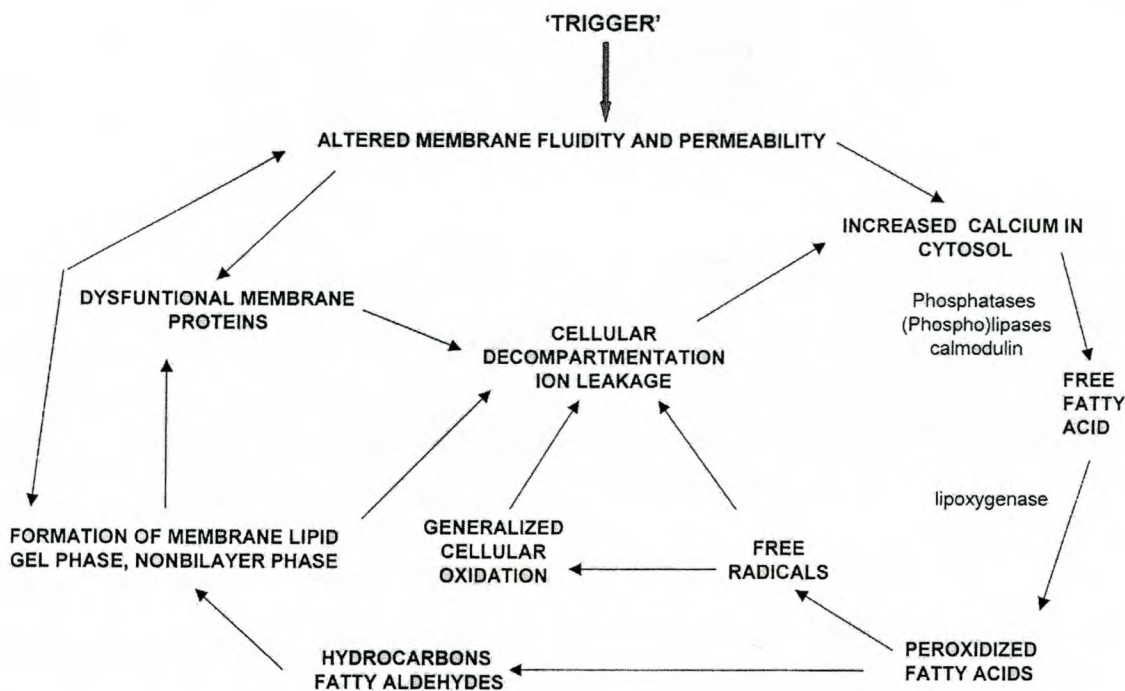 ‘TRIGGER’
ALTERED MEMBRANE FLUIDITY AND PERMEABILITY
INCREASED CALCIUM IN
CYTOSOL
DYSFUNTIONAL MEMBRANE
PROTEINS
Phosphatases
(Phospho)lipases
calmodulin
CELLULAR
DECOMPARTMENTATION
ION LEAKAGE
FREE
FATTY
ACID
lipoxygenase
FORMATION OF MEMBRANE LIPID
GEL PHASE, NONBILAYER PHASE
GENERALIZED
CELLULAR
OXIDATION
FREE
RADICALS
HYDROCARBONS
FATTY ALDEHYDES
PEROXIDIZED
FATTY ACIDS